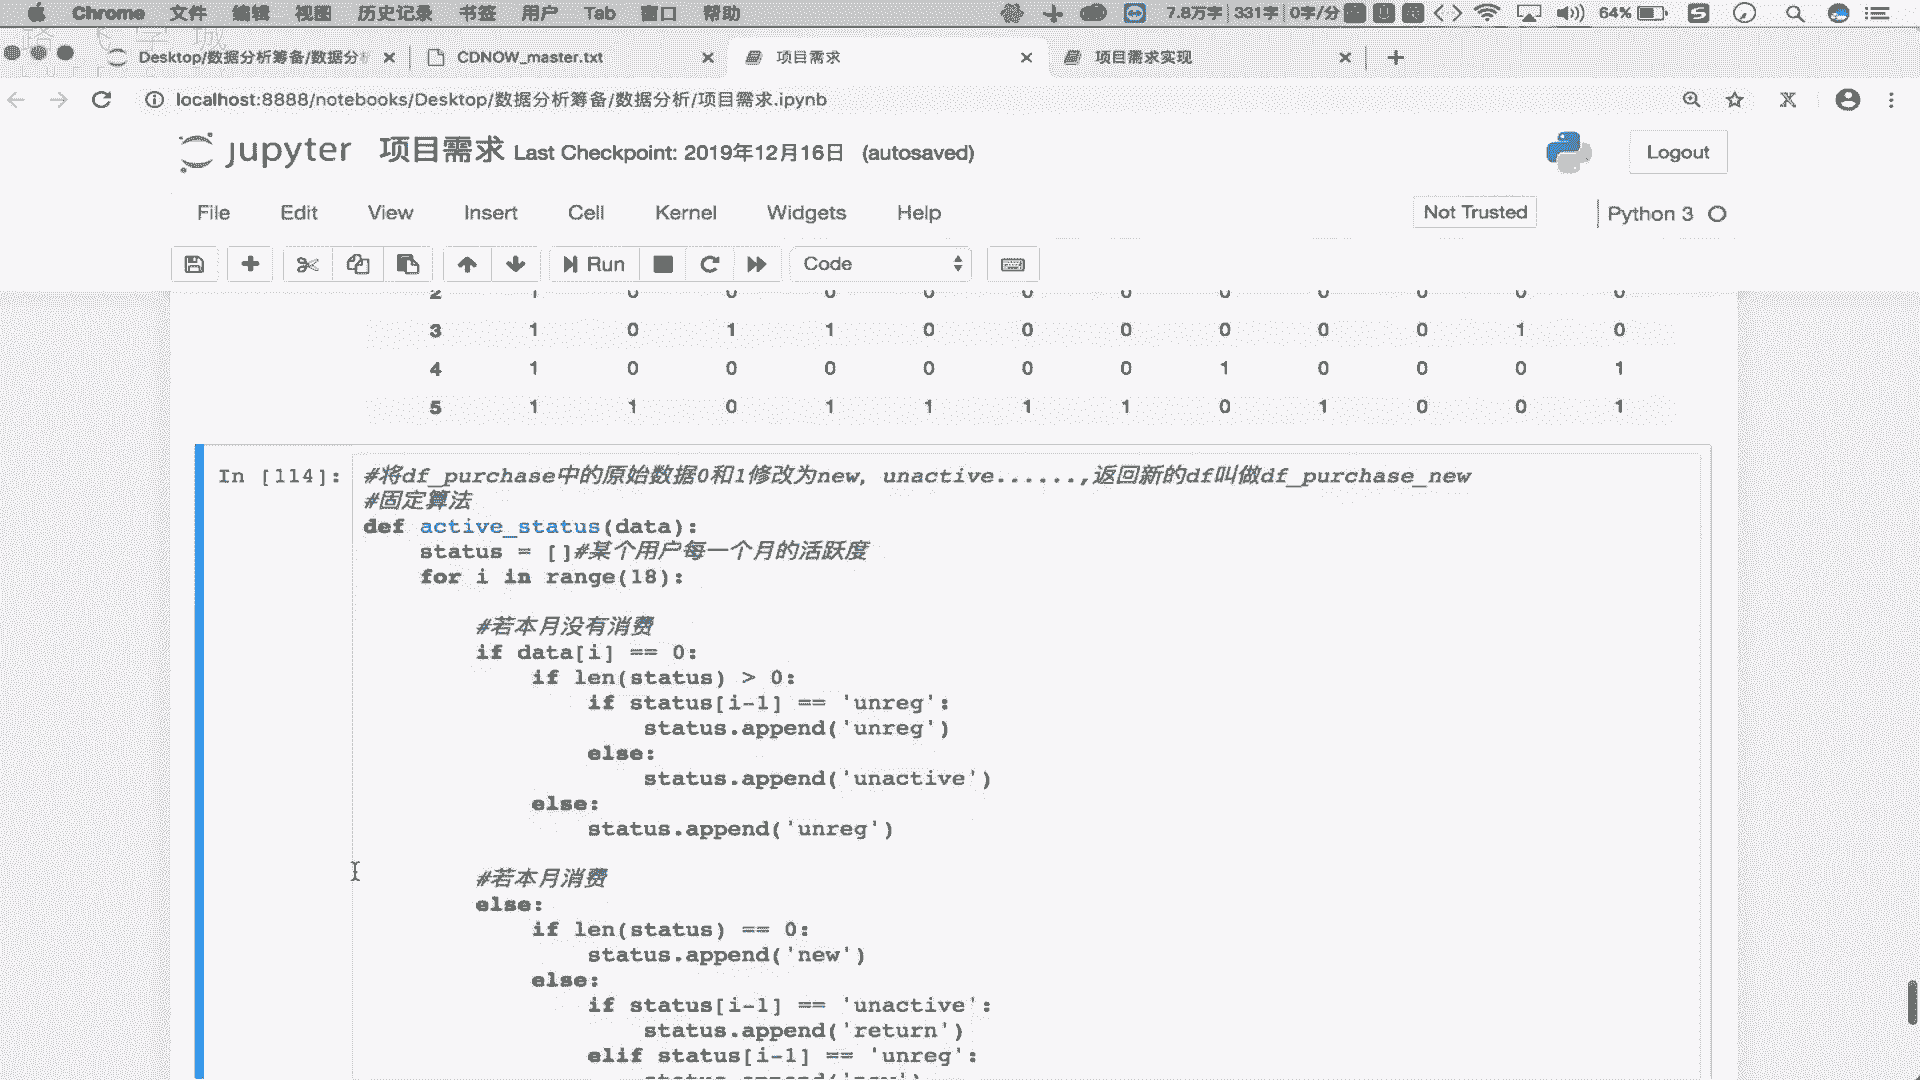 Chrome 文件 编辑 视图 历史记录 书签 用户 Tab 窗口 帮助 7.8万字 331字 0字/分 64%
Desktop/数据分析筹备/数据分析 CDNOW_master.txt 项目需求 项目需求实现
localhost:8888/notebooks/Desktop/数据分析筹备/数据分析/项目需求.ipynb
jupyter 项目需求 Last Checkpoint: 2019年12月16日 (autosaved) Logout
File Edit View Insert Cell Kernel Widgets Help Not Trusted Python 3
Run Code
2 1 0 0 0 0 0 0 0 0 0 0 0
3 1 0 1 1 0 0 0 0 0 0 1 0
4 1 0 0 0 0 0 0 1 0 0 0 1
5 1 1 0 1 1 1 1 0 1 0 0 1
In [114]: #将df_purchase中的原始数据0和1修改为new, unactive......,返回新的df叫做df_purchase_new
#固定算法
def active_status(data):
status = []#某个用户每一个月的活跃度
for i in range(18):
#若本月没有消费
if data[i] == 0:
if len(status) > 0:
if status[i-1] == 'unreg':
status.append('unreg')
else:
status.append('unactive')
else:
status.append('unreg')
#若本月消费
else:
if len(status) == 0:
status.append('new')
else:
if status[i-1] == 'unactive':
status.append('return')
elif status[i-1] == 'unreg':